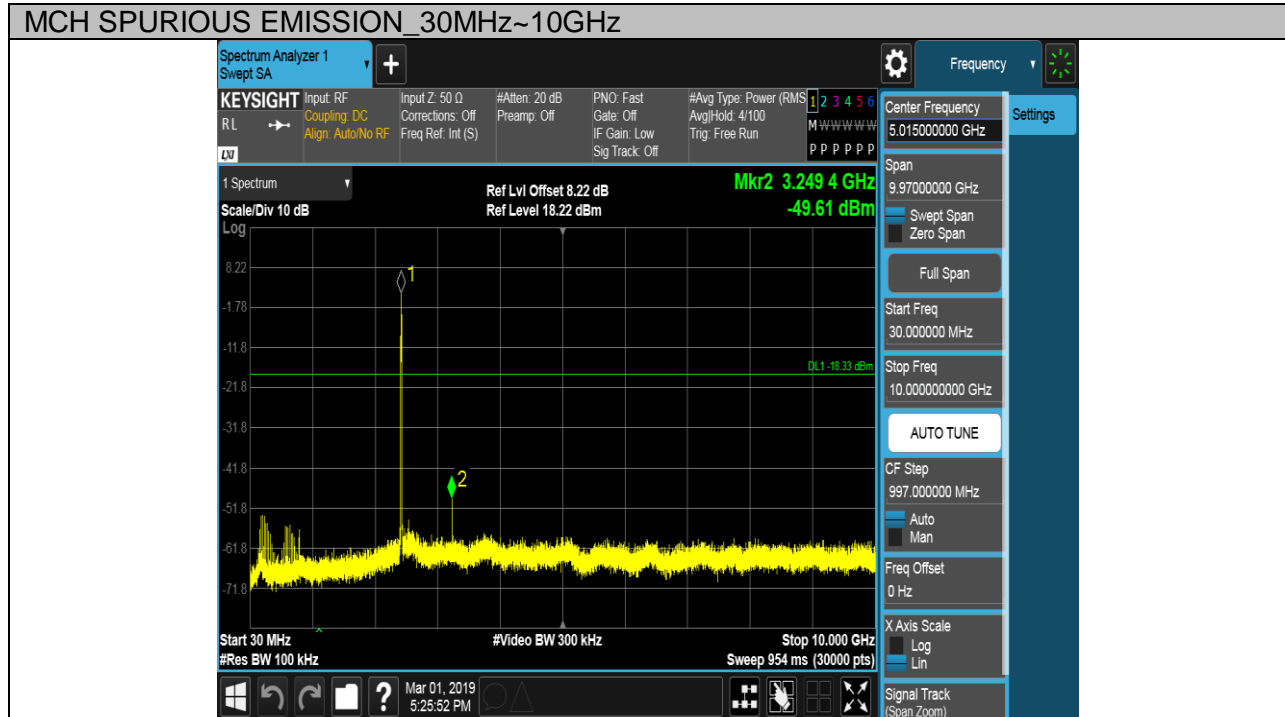 MCH SPURIOUS EMISSION_30MHz~10GHz
Spectrum Analyzer 1
Swept SA
+
Frequency
KEYSIGHT
RL
LXI
Input: RF
Coupling: DC
Align: Auto/No RF
Input Z: 50 Ω
Corrections: Off
Freq Ref: Int (S)
#Atten: 20 dB
Preamp: Off
PNO: Fast
Gate: Off
IF Gain: Low
Sig Track: Off
#Avg Type: Power (RMS
Avg|Hold: 4/100
Trig: Free Run
1 2 3 4 5 6
M W W W W W
P P P P P P
1 Spectrum
Scale/Div 10 dB
Log
Ref Lvl Offset 8.22 dB
Ref Level 18.22 dBm
Mkr2 3.249 4 GHz
-49.61 dBm
8.22
-1.78
-11.8
-21.8
-31.8
-41.8
-51.8
-61.8
-71.8
1
2
DL1 -18.33 dBm
Start 30 MHz
#Res BW 100 kHz
#Video BW 300 kHz
Stop 10.000 GHz
Sweep 954 ms (30000 pts)
Center Frequency
5.015000000 GHz
Settings
Span
9.97000000 GHz
Swept Span
Zero Span
Full Span
Start Freq
30.000000 MHz
Stop Freq
10.000000000 GHz
AUTO TUNE
CF Step
997.000000 MHz
Auto
Man
Freq Offset
0 Hz
X Axis Scale
Log
Lin
Signal Track
(Span Zoom)
?
Mar 01, 2019
5:25:52 PM